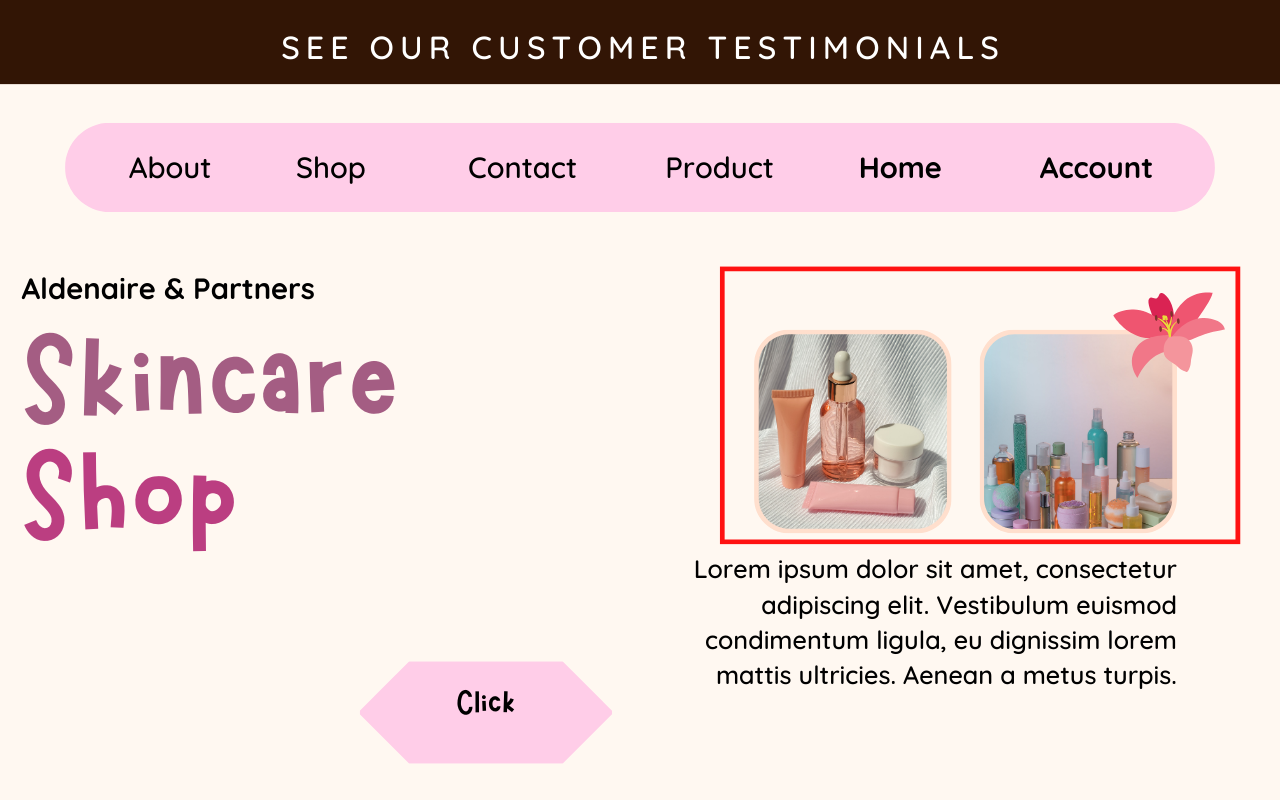 SEE OUR CUSTOMER TESTIMONIALS
About Shop Contact Product Home Account
Aldenaire & Partners
Skincare
Shop
Lorem ipsum dolor sit amet, consectetur
adipiscing elit. Vestibulum euismod
condimentum ligula, eu dignissim lorem
mattis ultricies. Aenean a metus turpis.
Click